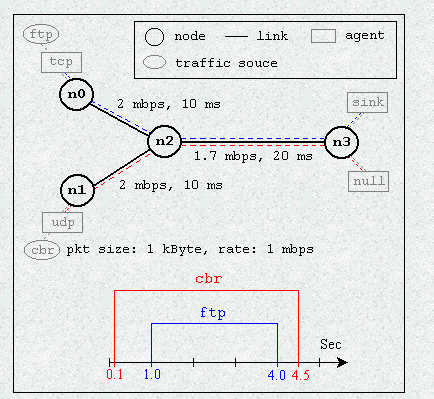 ftp
node link agent
traffic souce
tcp
n0
2 mbps, 10 ms
sink
n2
n3
1.7 mbps, 20 ms
n1
2 mbps, 10 ms
null
udp
cbr pkt size: 1 kByte, rate: 1 mbps
cbr
ftp
Sec
0.1 1.0 4.0 4.5